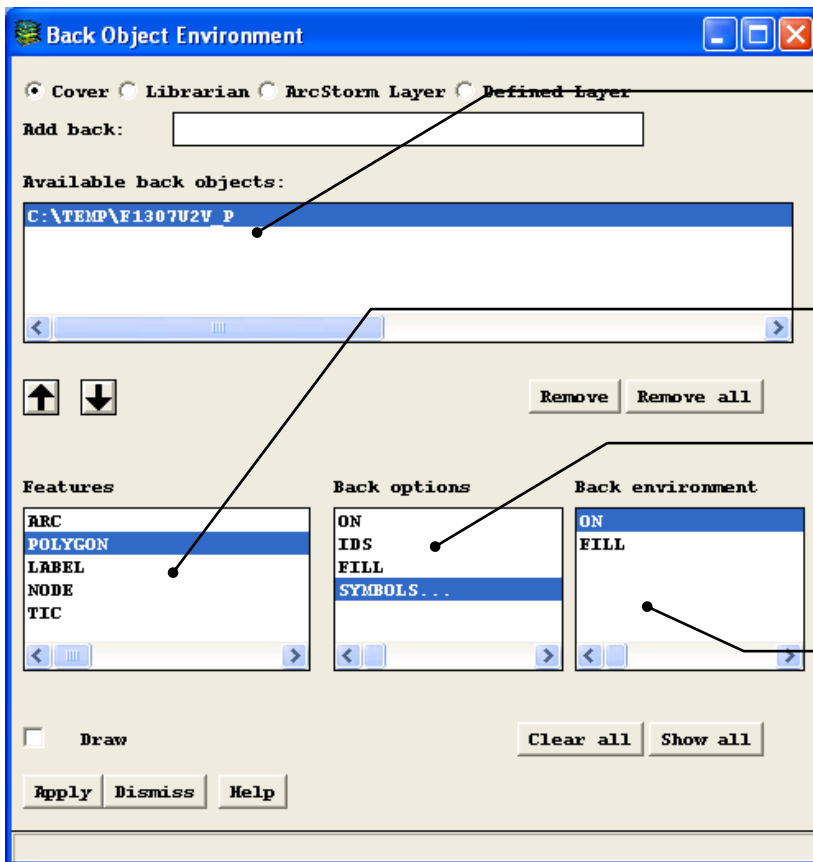 Back Object Environment
Cover Librarian ArcStorm Layer Defined Layer
Add back:
Available back objects:
C:\TEMP\F1307U2V_P
Remove Remove all
Features Back options Back environment
ARC ON ON
POLYGON IDS FILL
LABEL FILL
NODE SYMBOLS...
TIC
Draw Clear all Show all
Apply Dismiss Help